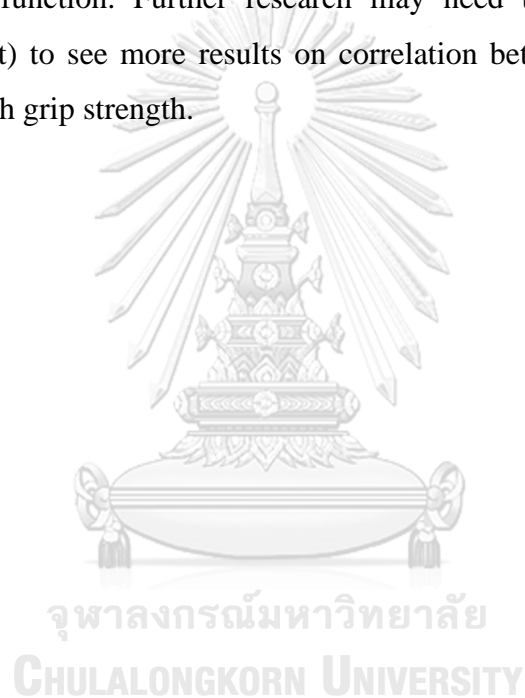 function. Further research may need t
t) to see more results on correlation bet
h grip strength.
จุฬาลงกรณ์มหาวิทยาลัย
CHULALONGKORN UNIVERSITY